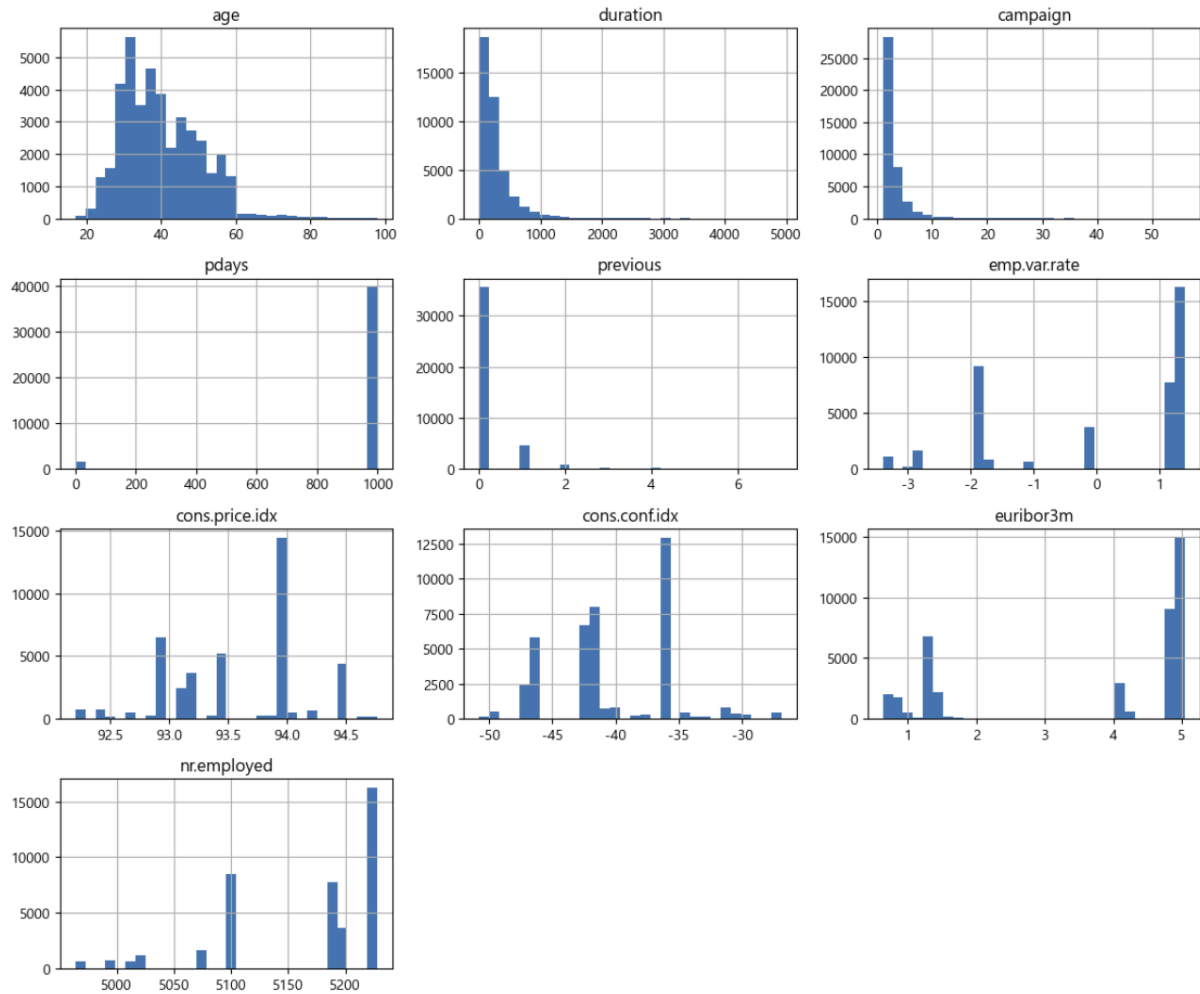 age
5000
4000
3000
2000
1000
0
20 40 60 80 100
duration
15000
10000
5000
0
0 1000 2000 3000 4000 5000
campaign
25000
20000
15000
10000
5000
0
0 10 20 30 40 50
pdays
40000
30000
20000
10000
0
0 200 400 600 800 1000
previous
30000
20000
10000
0
0 2 4 6
emp.var.rate
15000
10000
5000
0
-3 -2 -1 0 1
cons.price.idx
15000
10000
5000
0
92.5 93.0 93.5 94.0 94.5
cons.conf.idx
12500
10000
7500
5000
2500
0
-50 -45 -40 -35 -30
euribor3m
15000
10000
5000
0
1 2 3 4 5
nr.employed
15000
10000
5000
0
5000 5050 5100 5150 5200